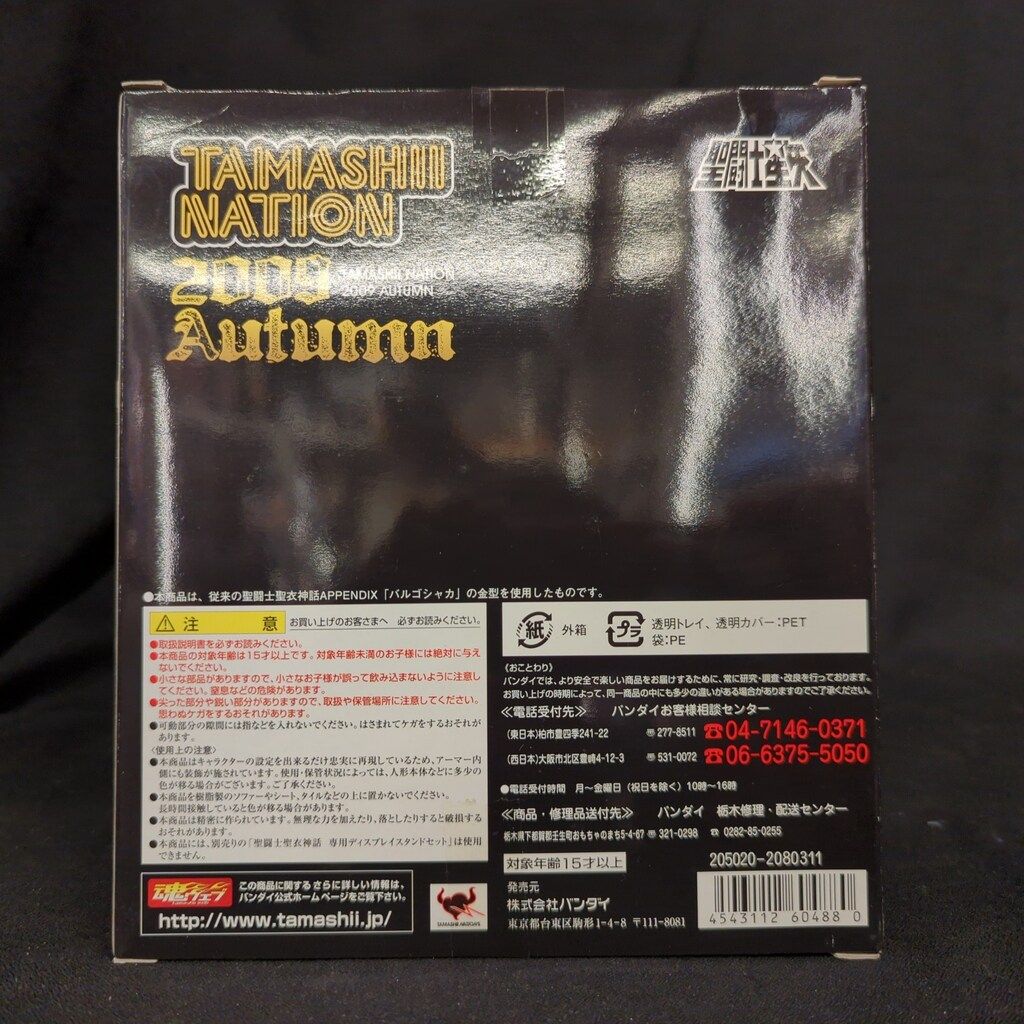 TAMASHII
NATION
2009
TAMASHII NATION
2009 AUTUMN
Autumn
聖闘士星矢
●本商品は、従来の聖闘士聖衣神話APPENDIX「バルゴシャカ」の金型を使用したものです。
注 意
お買い上げのお客さまへ 必ずお読みください。
●取扱説明書を必ずお読みください。
●本商品の対象年齢は15才以上です。対象年齢未満のお子様には絶対に与え
ないでください。
●小さな部品がありますので、小さなお子様が誤って飲み込まないように注意し
てください。窒息などの危険があります。
●尖った部分や鋭い部分がありますので、取扱や保管場所に注意してください。
思わぬケガをするおそれがあります。
●可動部分の隙間には指などを入れないでください。はさまれてケガをするおそれが
あります。
〈使用上の注意〉
●本商品はキャラクターの設定を出来るだけ忠実に再現しているため、アーマー内
側にも装飾が施されています。使用・保管状況によっては、人形本体などに多少の
色が移る場合がございます。ご了承ください。
●本商品を樹脂製のソファーやシート、タイルなどの上に置かないでください。
長時間接触していると色が移る場合があります。
●本商品は精密に作られています。無理な力を加えたり、落としたりすると破損する
おそれがあります。
●本商品には、別売りの「聖闘士聖衣神話 専用ディスプレイスタンドセット」は使用
できません。
魂ウェブ
この商品に関する さらに詳しい情報は、
バンダイ公式ホームページをご覧下さい。
http://www.tamashii.jp/
TAMASHII NATIONS
紙 外箱
プラ 透明トレイ、透明カバー:PET
袋:PE
《おことわり》
バンダイでは、より安全で楽しい商品をお届けするために、常に研究・調査・改良を行っております。
お買い上げの時期によって、同一商品の中にも多少の違いがある場合がありますのでご了承ください。
≪電話受付先≫ バンダイお客様相談センター
(東日本)柏市豊四季241-22 〒277-8511 ☎04-7146-0371
(西日本)大阪市北区豊崎4-12-3 〒531-0072 ☎06-6375-5050
●電話受付時間 月〜金曜日(祝日を除く)10時〜16時
≪商品・修理品送付先≫ バンダイ 栃木修理・配送センター
栃木県下都賀郡壬生町おもちゃのまち5-4-67 〒321-0298 ☎ 0282-85-0255
対象年齢15才以上
205020-2080311
発売元
株式会社バンダイ
東京都台東区駒形1-4-8 〒111-8081
4543112 60488 0